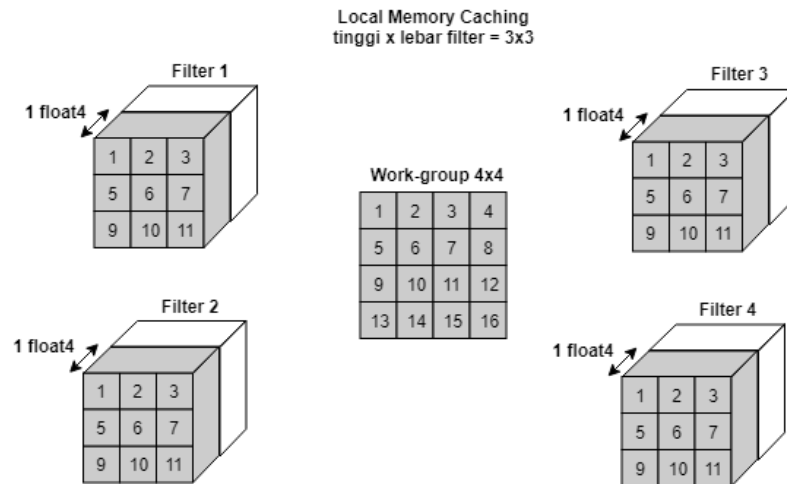 Local Memory Caching
tinggi x lebar filter = 3x3
Filter 1
1 float4
1 2 3
5 6 7
9 10 11
Filter 3
1 float4
1 2 3
5 6 7
9 10 11
Work-group 4x4
1 2 3 4
5 6 7 8
9 10 11 12
13 14 15 16
Filter 2
1 float4
1 2 3
5 6 7
9 10 11
Filter 4
1 float4
1 2 3
5 6 7
9 10 11